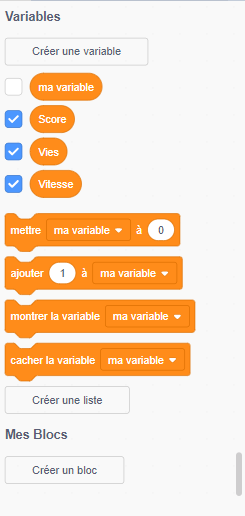 Variables
Créer une variable
ma variable
Score
Vies
Vitesse
mettre ma variable à 0
ajouter 1 à ma variable
montrer la variable ma variable
cacher la variable ma variable
Créer une liste
Mes Blocs
Créer un bloc